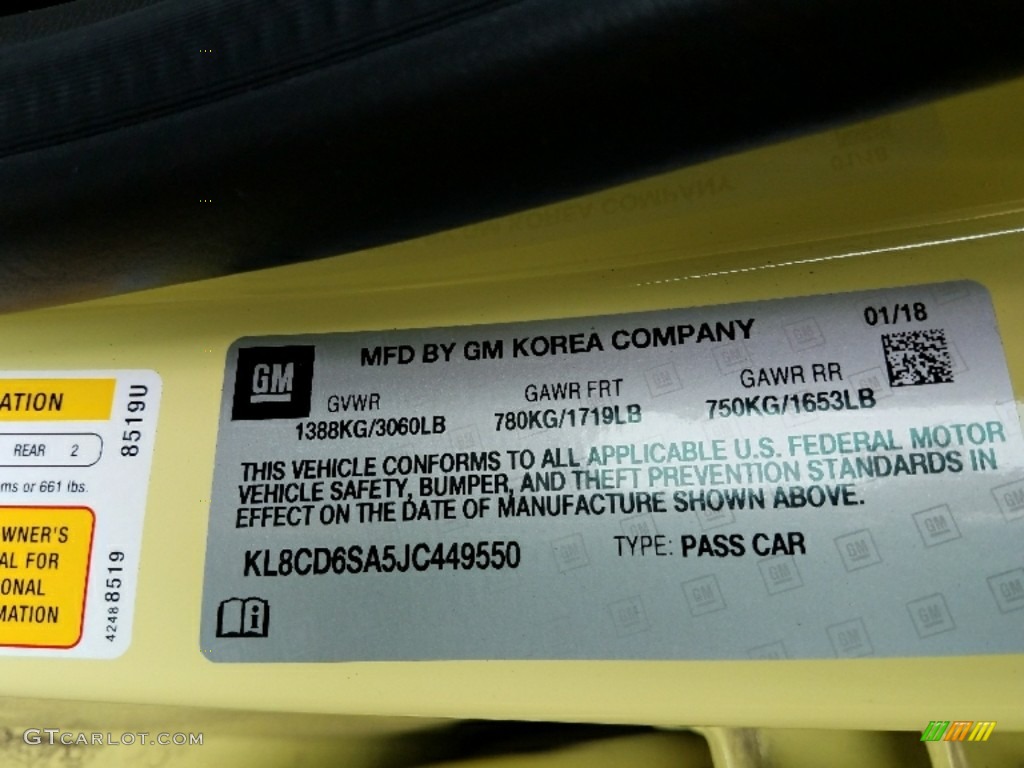 MFD BY GM KOREA COMPANY
01/18
GM
GVWR
GAWR FRT
GAWR RR
1388KG/3060LB
780KG/1719LB
750KG/1653LB
THIS VEHICLE CONFORMS TO ALL APPLICABLE U.S. FEDERAL MOTOR
VEHICLE SAFETY, BUMPER, AND THEFT PREVENTION STANDARDS IN
EFFECT ON THE DATE OF MANUFACTURE SHOWN ABOVE.
KL8CD6SA5JC449550
TYPE: PASS CAR
ATION
REAR 2
ms or 661 lbs.
WNER'S
AL FOR
ONAL
MATION
8519U
42488519
GTCARLOT.COM